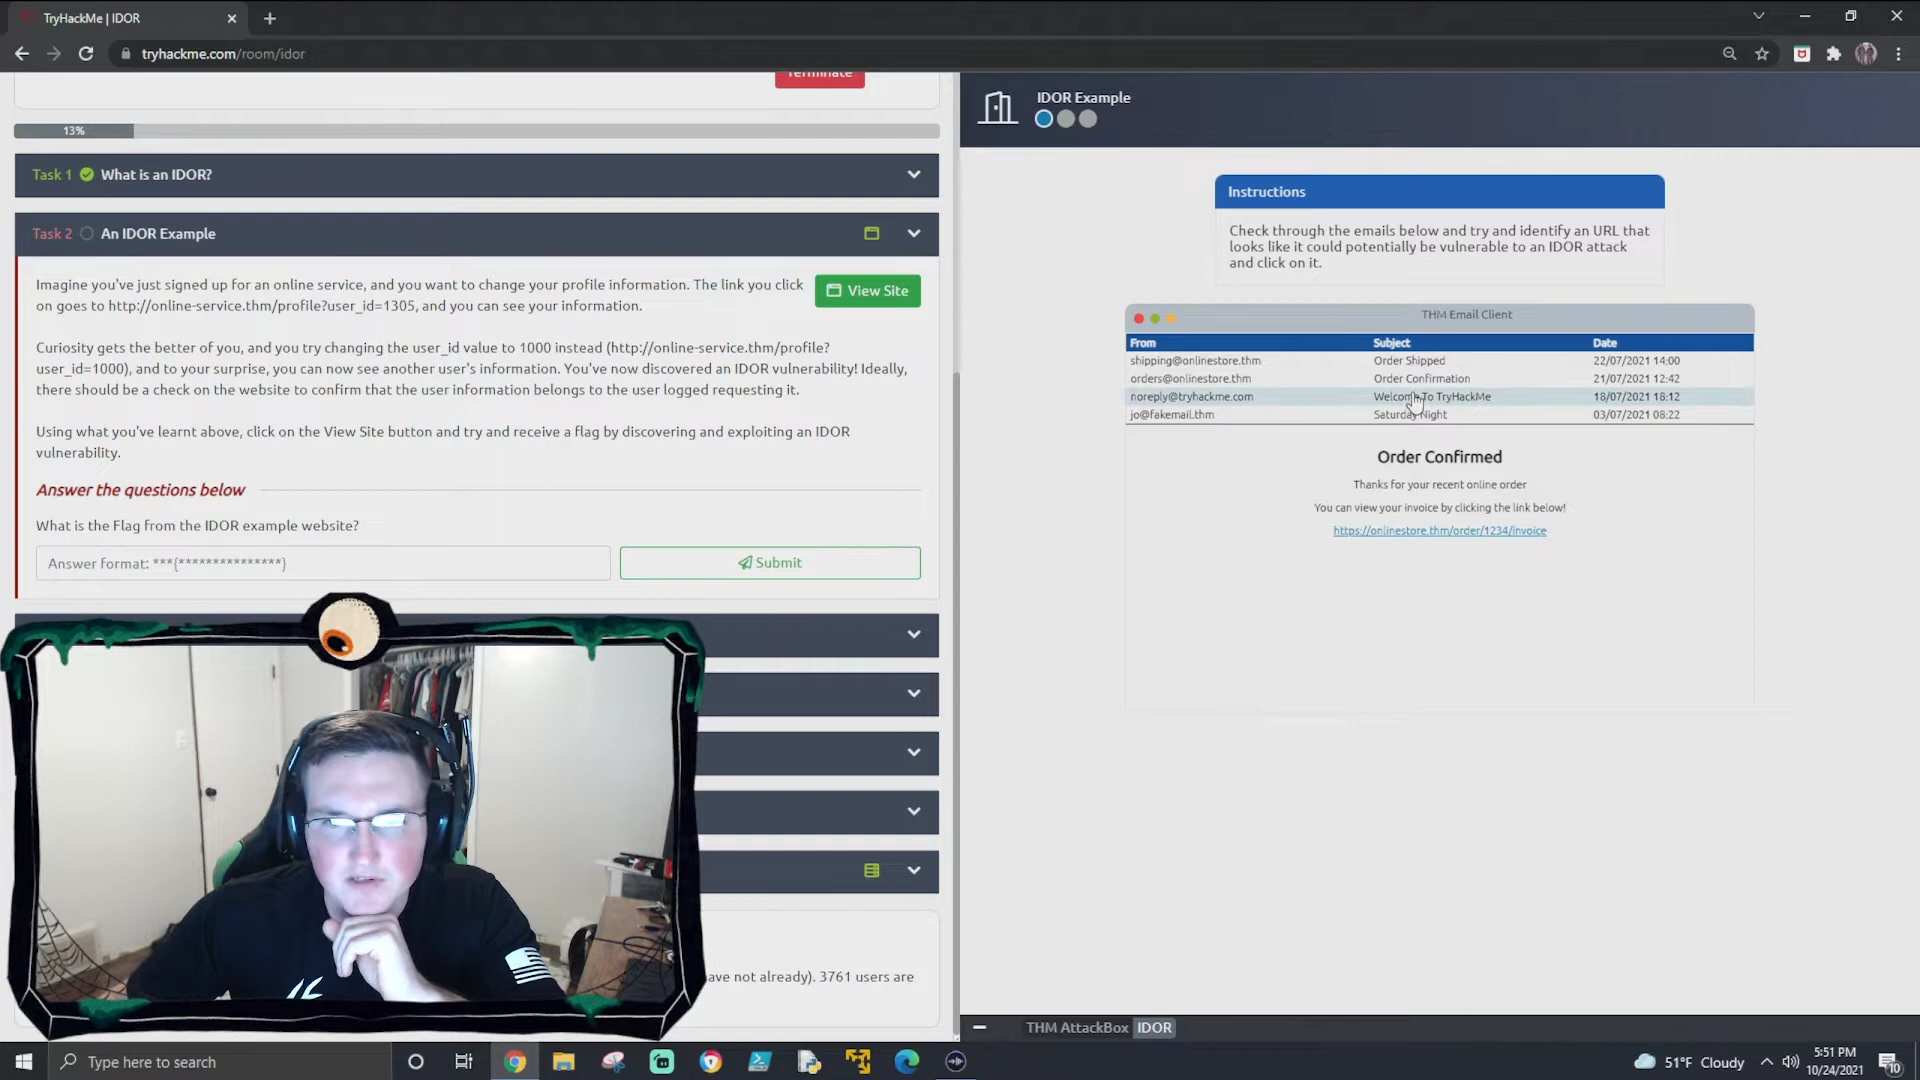 TryHackMe | IDOR
tryhackme.com/room/idor
Terminate
13%
Task 1 What is an IDOR?
Task 2 An IDOR Example
Imagine you've just signed up for an online service, and you want to change your profile information. The link you click
on goes to http://online-service.thm/profile?user_id=1305, and you can see your information.
View Site
Curiosity gets the better of you, and you try changing the user_id value to 1000 instead (http://online-service.thm/profile?
user_id=1000), and to your surprise, you can now see another user's information. You've now discovered an IDOR vulnerability! Ideally,
there should be a check on the website to confirm that the user information belongs to the user logged requesting it.
Using what you've learnt above, click on the View Site button and try and receive a flag by discovering and exploiting an IDOR
vulnerability.
Answer the questions below
What is the Flag from the IDOR example website?
Answer format: ***{***************}
Submit
have not already). 3761 users are
IDOR Example
Instructions
Check through the emails below and try and identify an URL that
looks like it could potentially be vulnerable to an IDOR attack
and click on it.
THM Email Client
From Subject Date
shipping@onlinestore.thm Order Shipped 22/07/2021 14:00
orders@onlinestore.thm Order Confirmation 21/07/2021 12:42
noreply@tryhackme.com Welcome To TryHackMe 18/07/2021 18:12
jo@fakemail.thm Saturday Night 03/07/2021 08:22
Order Confirmed
Thanks for your recent online order
You can view your invoice by clicking the link below!
https://onlinestore.thm/order/1234/invoice
THM AttackBox IDOR
Type here to search
51°F Cloudy
5:51 PM
10/24/2021
10